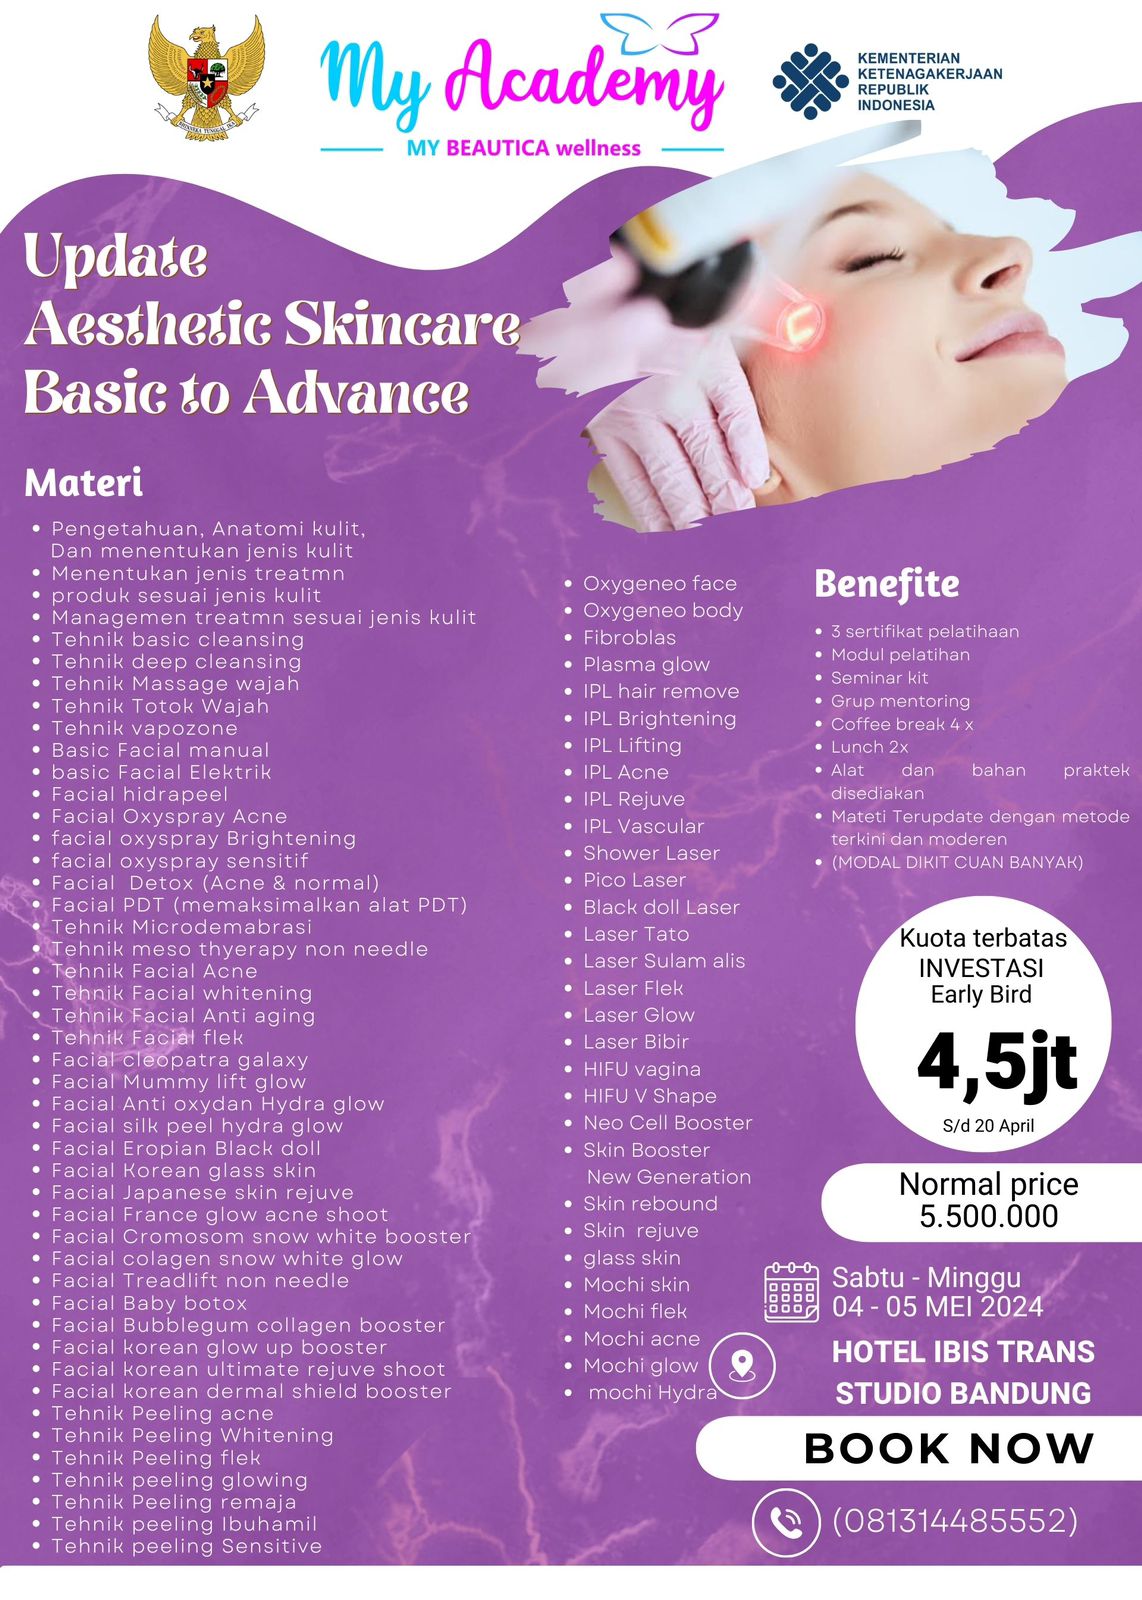 BHINNEKA TUNGGAL IKA
My Academy
MY BEAUTICA wellness
KEMENTERIAN
KETENAGAKERJAAN
REPUBLIK
INDONESIA
Update
Aesthetic Skincare
Basic to Advance
Materi
Pengetahuan, Anatomi kulit,
Dan menentukan jenis kulit
Menentukan jenis treatmn
produk sesuai jenis kulit
Managemen treatmn sesuai jenis kulit
Tehnik basic cleansing
Tehnik deep cleansing
Tehnik Massage wajah
Tehnik Totok Wajah
Tehnik vapozone
Basic Facial manual
basic Facial Elektrik
Facial hidrapeel
Facial Oxyspray Acne
facial oxyspray Brightening
facial oxyspray sensitif
Facial Detox (Acne & normal)
Facial PDT (memaksimalkan alat PDT)
Tehnik Microdemabrasi
Tehnik meso thyerapy non needle
Tehnik Facial Acne
Tehnik Facial whitening
Tehnik Facial Anti aging
Tehnik Facial flek
Facial cleopatra galaxy
Facial Mummy lift glow
Facial Anti oxydan Hydra glow
Facial silk peel hydra glow
Facial Eropian Black doll
Facial Korean glass skin
Facial Japanese skin rejuve
Facial France glow acne shoot
Facial Cromosom snow white booster
Facial colagen snow white glow
Facial Treadlift non needle
Facial Baby botox
Facial Bubblegum collagen booster
Facial korean glow up booster
Facial korean ultimate rejuve shoot
Facial korean dermal shield booster
Tehnik Peeling acne
Tehnik Peeling Whitening
Tehnik Peeling flek
Tehnik peeling glowing
Tehnik Peeling remaja
Tehnik peeling Ibuhamil
Tehnik peeling Sensitive
Oxygeneo face
Oxygeneo body
Fibroblas
Plasma glow
IPL hair remove
IPL Brightening
IPL Lifting
IPL Acne
IPL Rejuve
IPL Vascular
Shower Laser
Pico Laser
Black doll Laser
Laser Tato
Laser Sulam alis
Laser Flek
Laser Glow
Laser Bibir
HIFU vagina
HIFU V Shape
Neo Cell Booster
Skin Booster
New Generation
Skin rebound
Skin rejuve
glass skin
Mochi skin
Mochi flek
Mochi acne
Mochi glow
mochi Hydra
Benefite
3 sertifikat pelatihaan
Modul pelatihan
Seminar kit
Grup mentoring
Coffee break 4 x
Lunch 2x
Alat dan bahan praktek
disediakan
Mateti Terupdate dengan metode
terkini dan moderen
(MODAL DIKIT CUAN BANYAK)
Kuota terbatas
INVESTASI
Early Bird
4,5jt
S/d 20 April
Normal price
5.500.000
Sabtu - Minggu
04 - 05 MEI 2024
HOTEL IBIS TRANS
STUDIO BANDUNG
BOOK NOW
(081314485552)